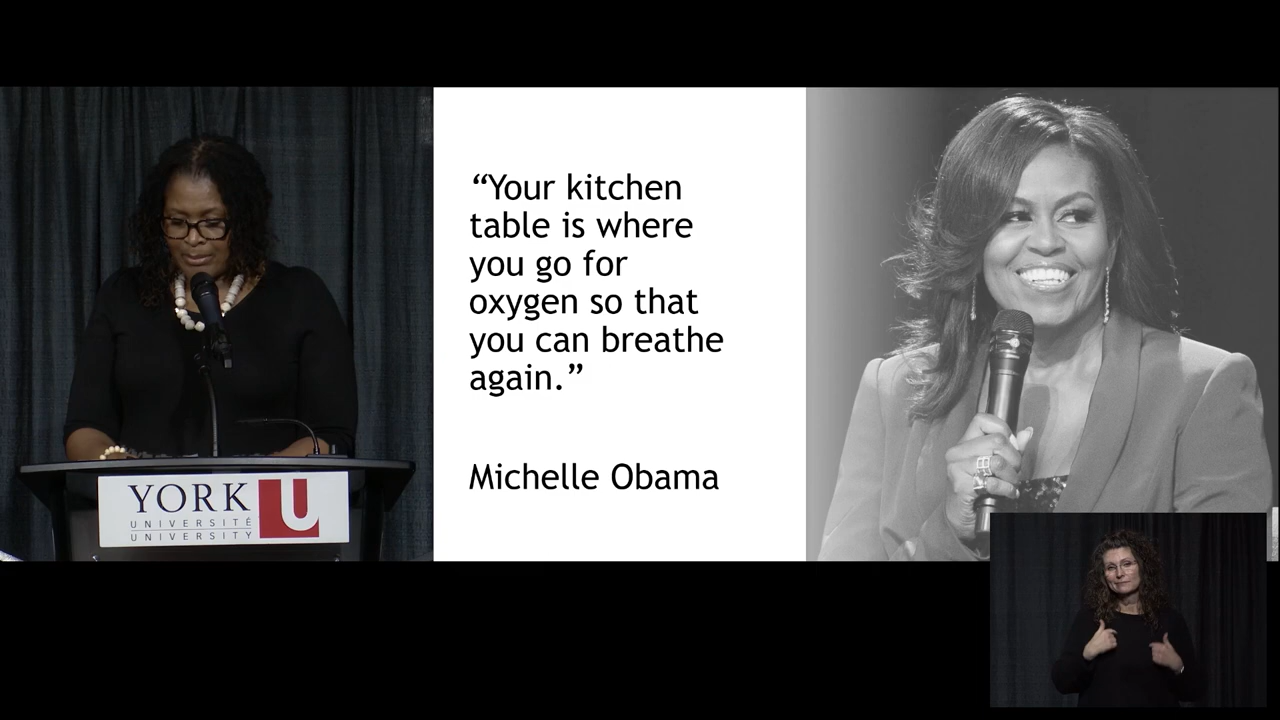 “Your kitchen
table is where
you go for
oxygen so that
you can breathe
again.”
Michelle Obama
YORK U
UNIVERSITÉ
UNIVERSITY